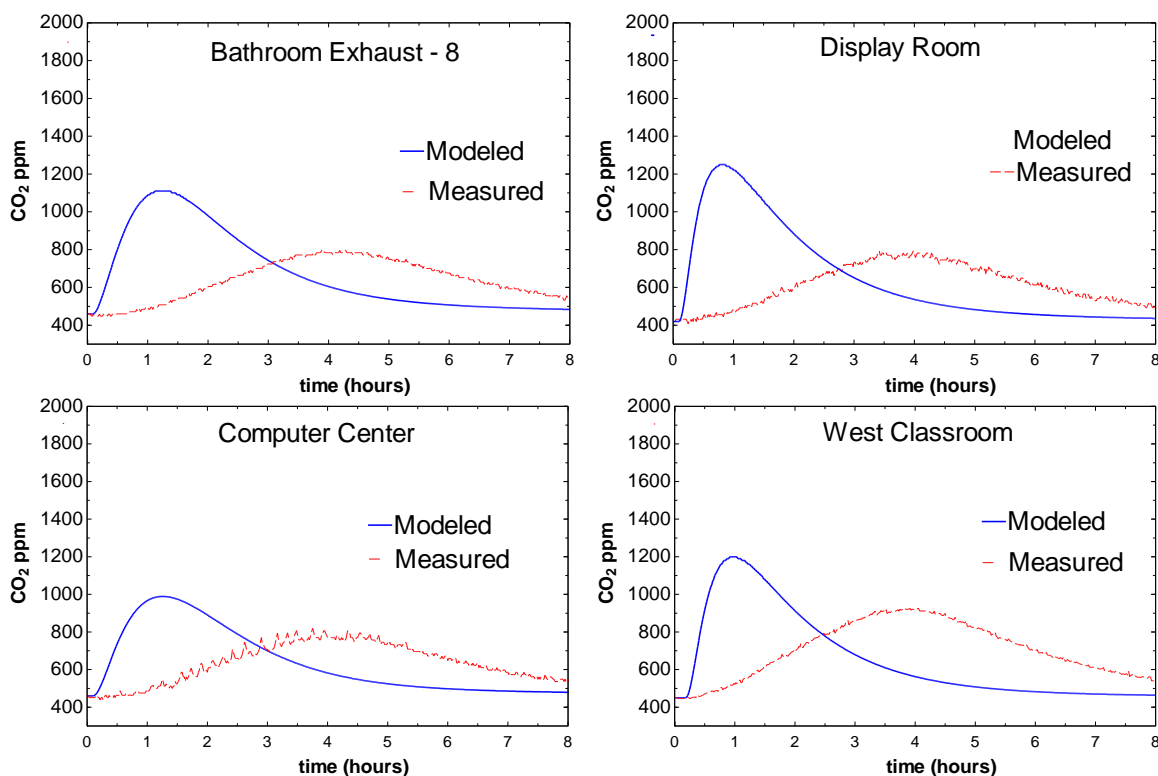 Bathroom Exhaust - 8
CO2 ppm
2000
1800
1600
1400
1200
1000
800
600
400
Modeled
Measured
0 1 2 3 4 5 6 7 8
time (hours)
Display Room
CO2 ppm
2000
1800
1600
1400
1200
1000
800
600
400
Modeled
Measured
0 1 2 3 4 5 6 7 8
time (hours)
Computer Center
CO2 ppm
2000
1800
1600
1400
1200
1000
800
600
400
Modeled
Measured
0 1 2 3 4 5 6 7 8
time (hours)
West Classroom
CO2 ppm
2000
1800
1600
1400
1200
1000
800
600
400
Modeled
Measured
0 1 2 3 4 5 6 7 8
time (hours)